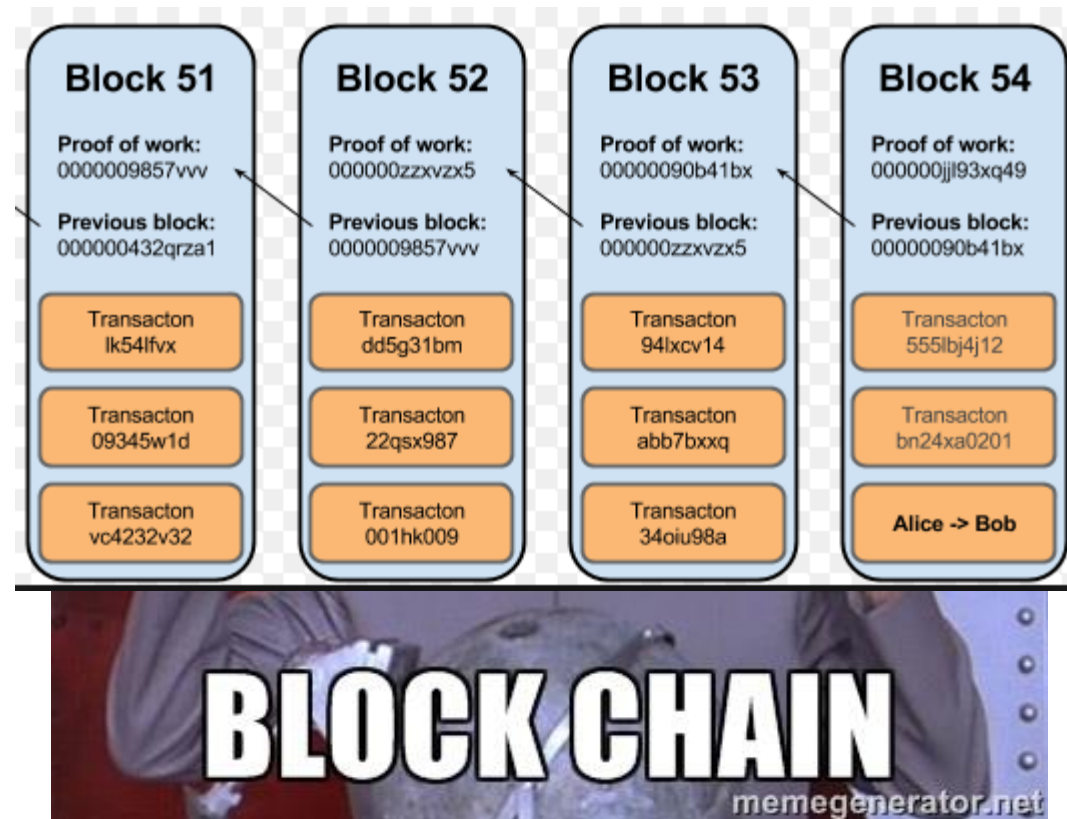 Block 51
Proof of work:
0000009857vvv
Previous block:
000000432qrza1
Transacton
lk54lfvx
Transacton
09345w1d
Transacton
vc4232v32
Block 52
Proof of work:
000000zzxvzx5
Previous block:
0000009857vvv
Transacton
dd5g31bm
Transacton
22qsx987
Transacton
001hk009
Block 53
Proof of work:
00000090b41bx
Previous block:
000000zzxvzx5
Transacton
94lxcv14
Transacton
abb7bxxq
Transacton
34oiu98a
Block 54
Proof of work:
000000jjl93xq49
Previous block:
00000090b41bx
Transacton
555lbj4j12
Transacton
bn24xa0201
Alice -> Bob
BLOCK CHAIN
memegenerator.net